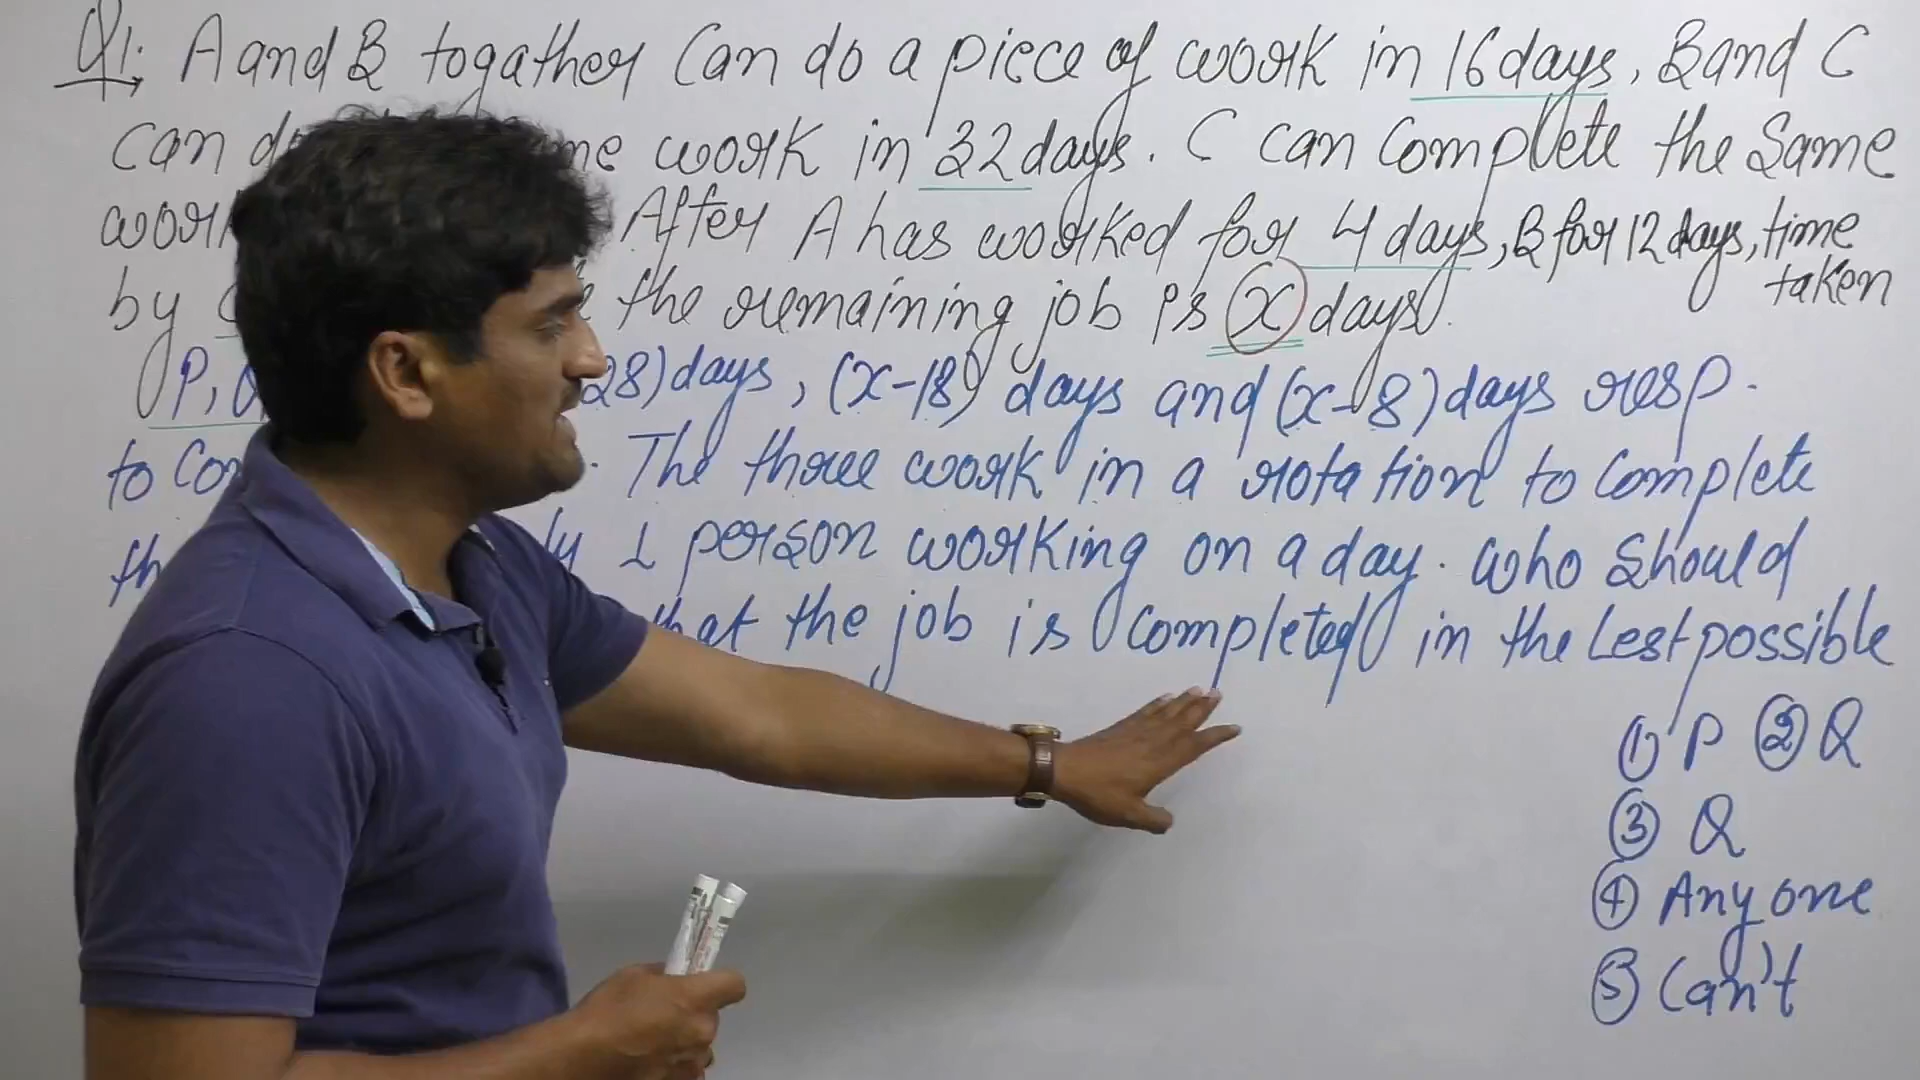 Q1. A and B togather Can do a piece of work in 16 days, B and C
can do me work in 32 days. C can Complete the Same
work After A has worked for 4 days, B for 12 days, time taken
by the remaining job is x days.
P, Q 28) days, (x-18) days and (x-8) days resp.
to Com . The three work in a rotation to complete
th ly 1 person working on a day. who should
that the job is Completed in the Lest possible
① P ② Q
③ Q
④ Any one
⑤ Can't